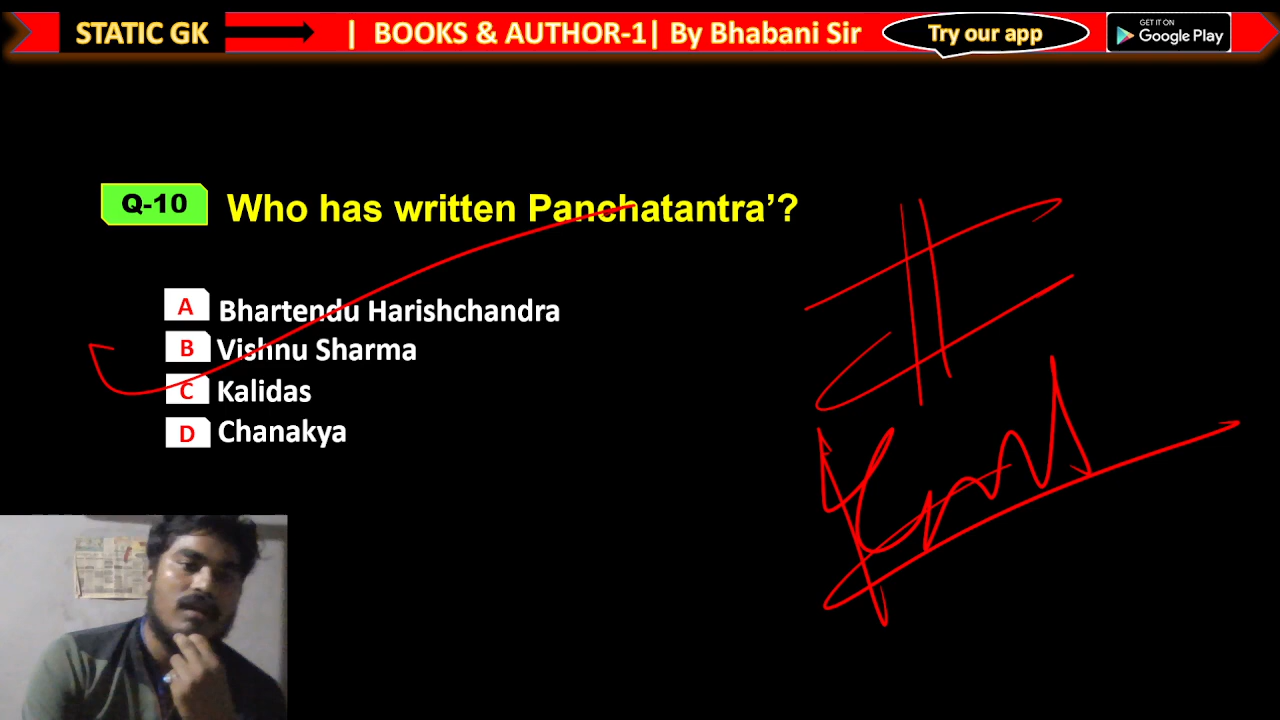 STATIC GK | BOOKS & AUTHOR-1| By Bhabani Sir Try our app GET IT ON Google Play
Q-10 Who has written Panchatantra’?
A Bhartendu Harishchandra
B Vishnu Sharma
C Kalidas
D Chanakya